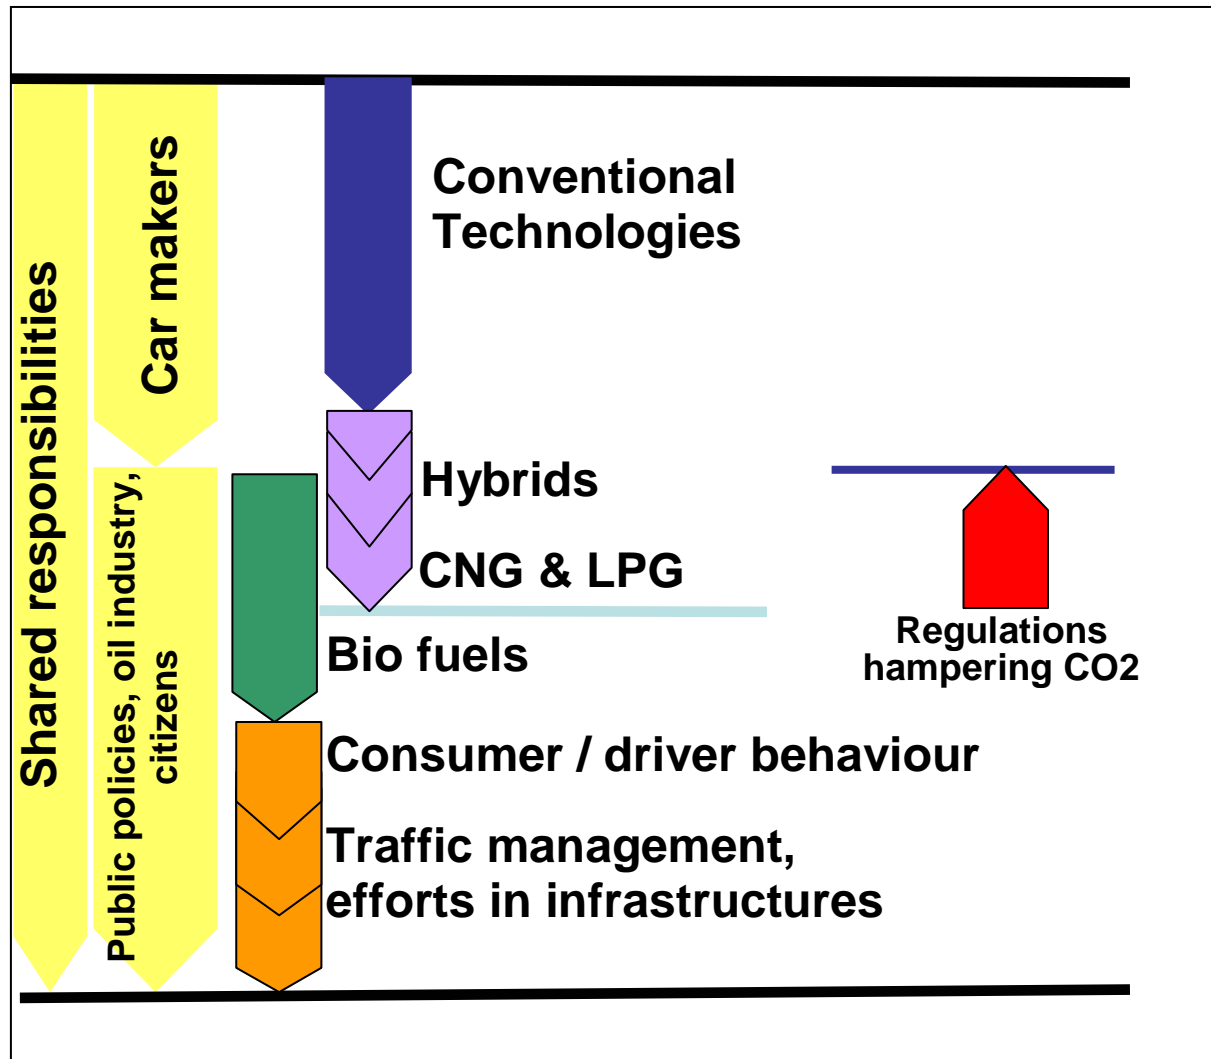 Shared responsibilities
Car makers
Public policies, oil industry,
citizens
Conventional
Technologies
Hybrids
CNG & LPG
Bio fuels
Consumer / driver behaviour
Traffic management,
efforts in infrastructures
Regulations
hampering CO2